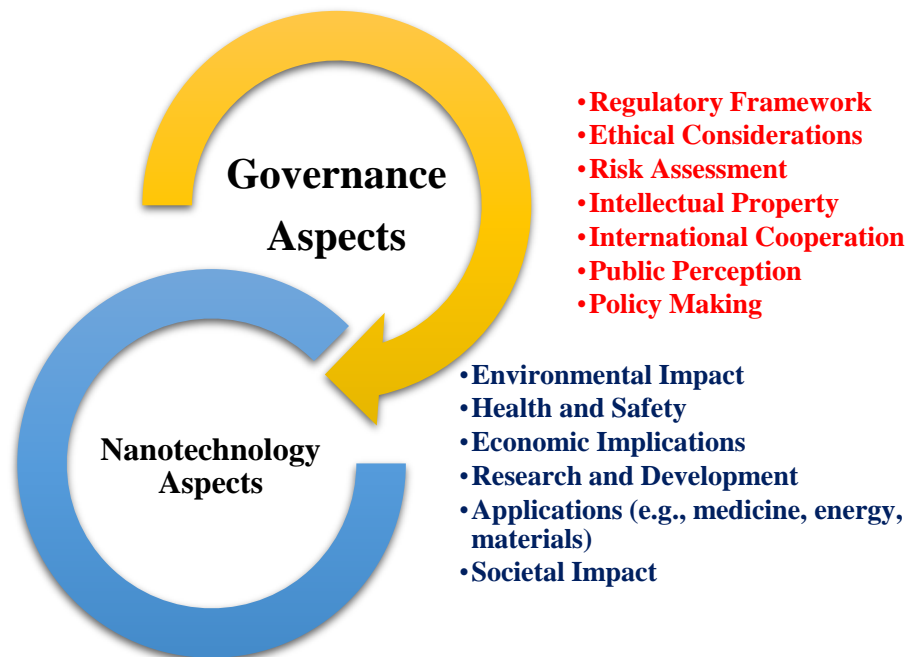 Governance
Aspects
•Regulatory Framework
•Ethical Considerations
•Risk Assessment
•Intellectual Property
•International Cooperation
•Public Perception
•Policy Making
Nanotechnology
Aspects
•Environmental Impact
•Health and Safety
•Economic Implications
•Research and Development
•Applications (e.g., medicine, energy,
materials)
•Societal Impact